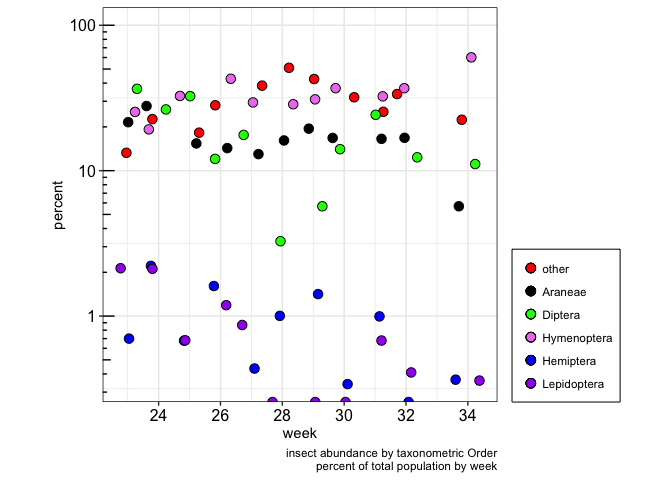 100
10
1
percent
24 26 28 30 32 34
week
other
Araneae
Diptera
Hymenoptera
Hemiptera
Lepidoptera
insect abundance by taxonometric Order
percent of total population by week